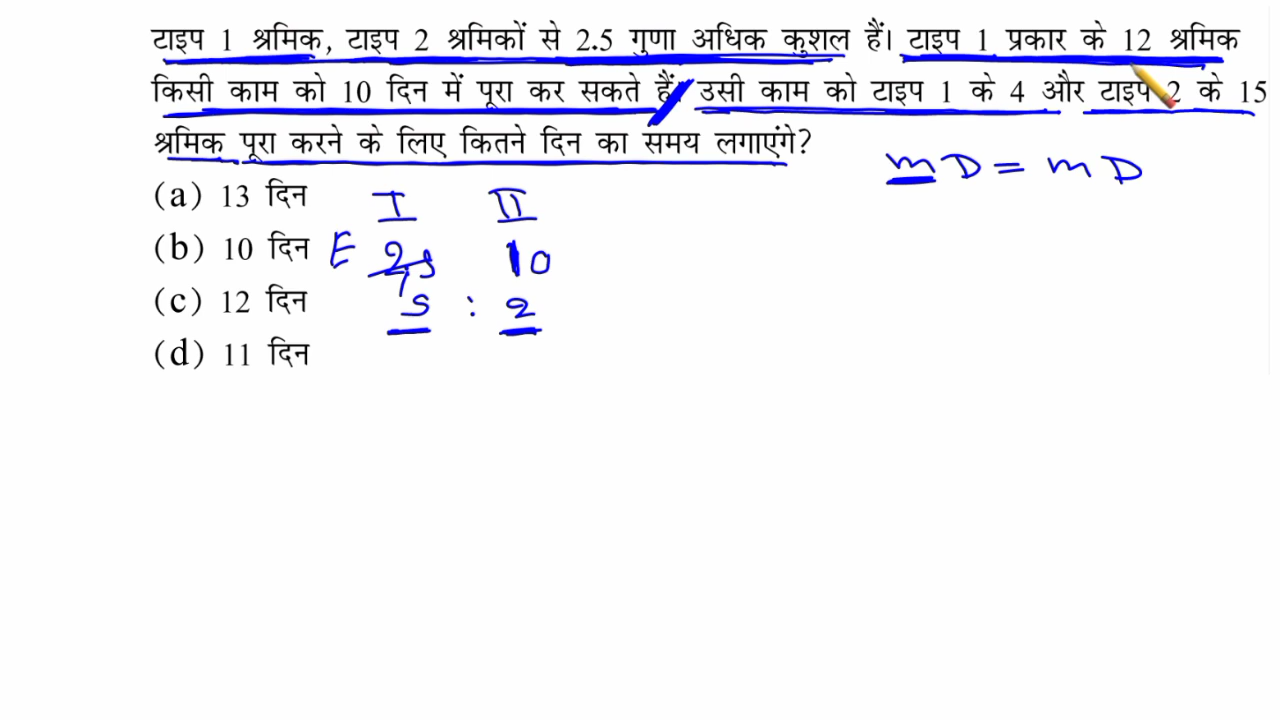 टाइप 1 श्रमिक, टाइप 2 श्रमिकों से 2.5 गुणा अधिक कुशल हैं। टाइप 1 प्रकार के 12 श्रमिक
किसी काम को 10 दिन में पूरा कर सकते हैं। उसी काम को टाइप 1 के 4 और टाइप 2 के 15
श्रमिक पूरा करने के लिए कितने दिन का समय लगाएंगे?
m D = m D
(a) 13 दिन
I II
(b) 10 दिन
E 25 10
(c) 12 दिन
5 : 2
(d) 11 दिन